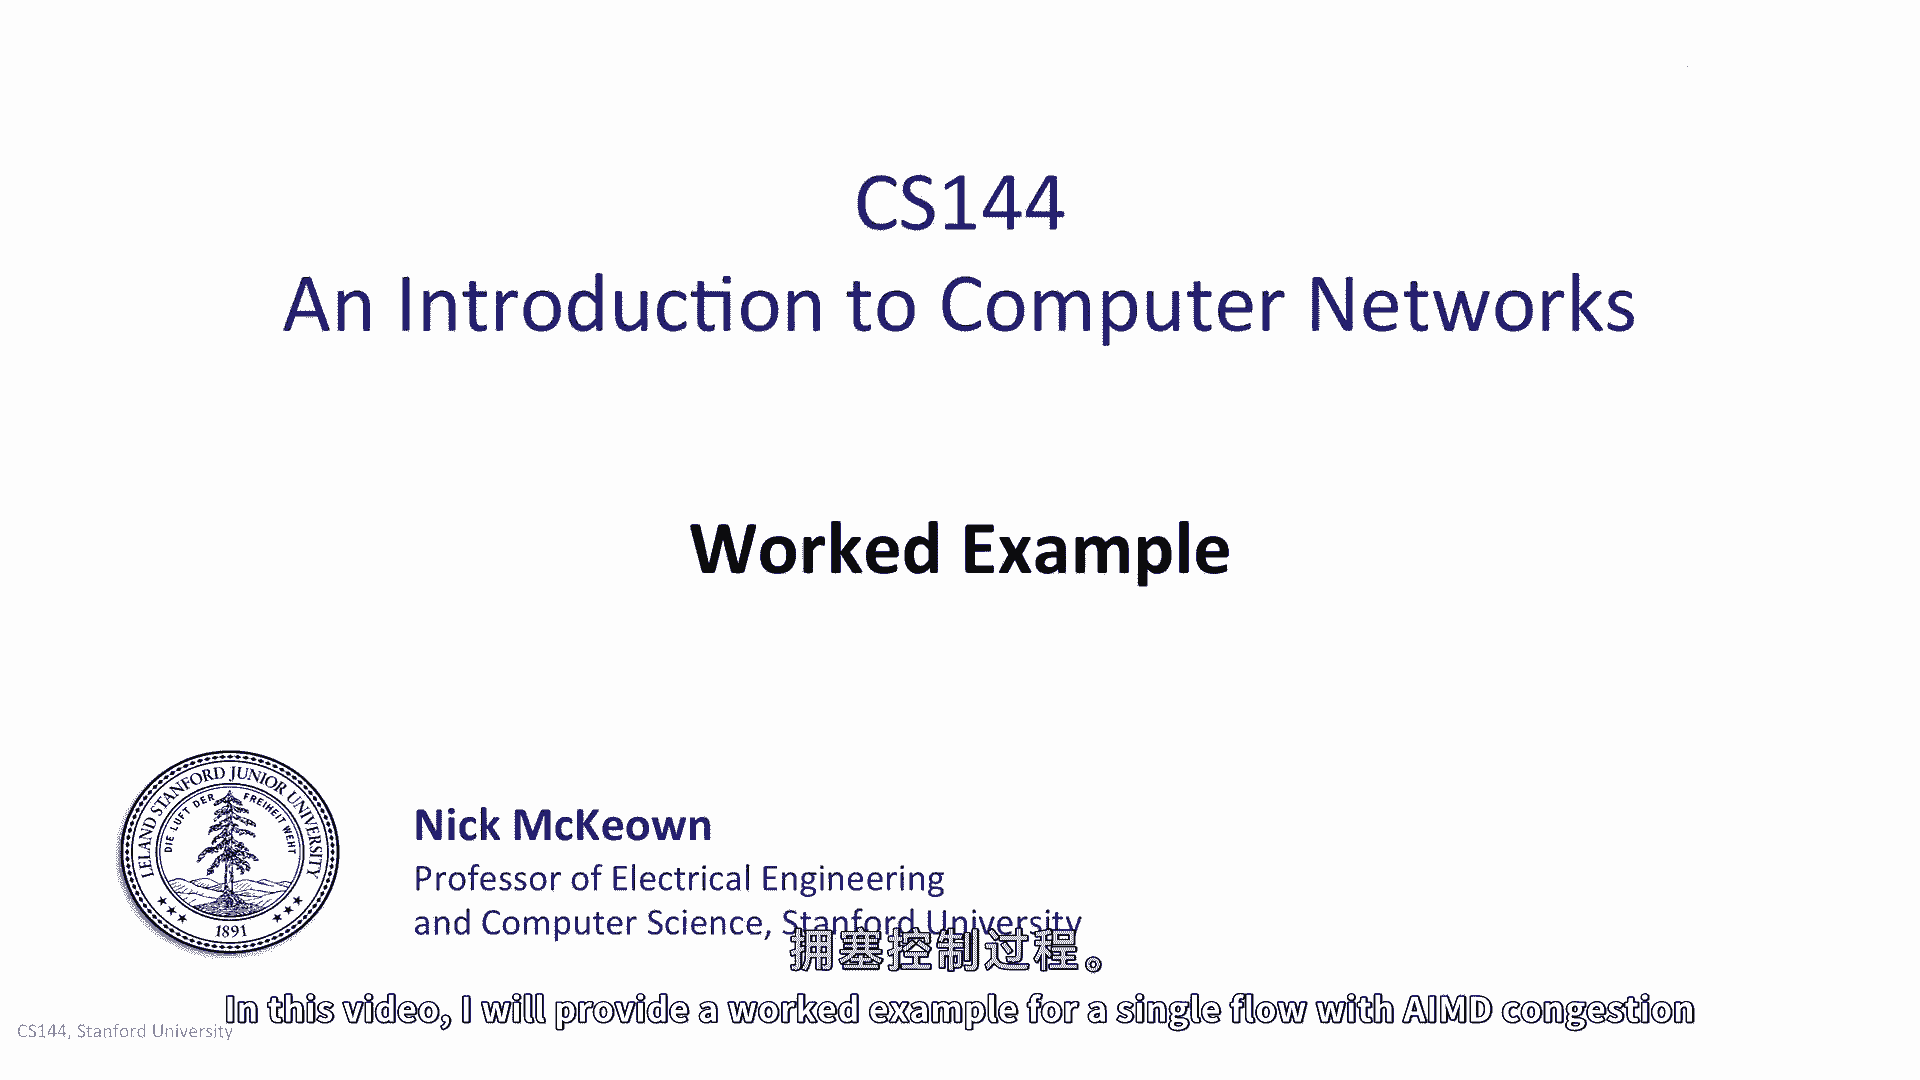 CS144
An Introduction to Computer Networks
Worked Example
LELAND STANFORD JUNIOR UNIVERSITY
DIE LUFT DER FREIHEIT WEHT
1891
Nick McKeown
Professor of Electrical Engineering
and Computer Science, Stanford University
拥塞控制过程。
In this video, I will provide a worked example for a single flow with AIMD congestion
CS144, Stanford University